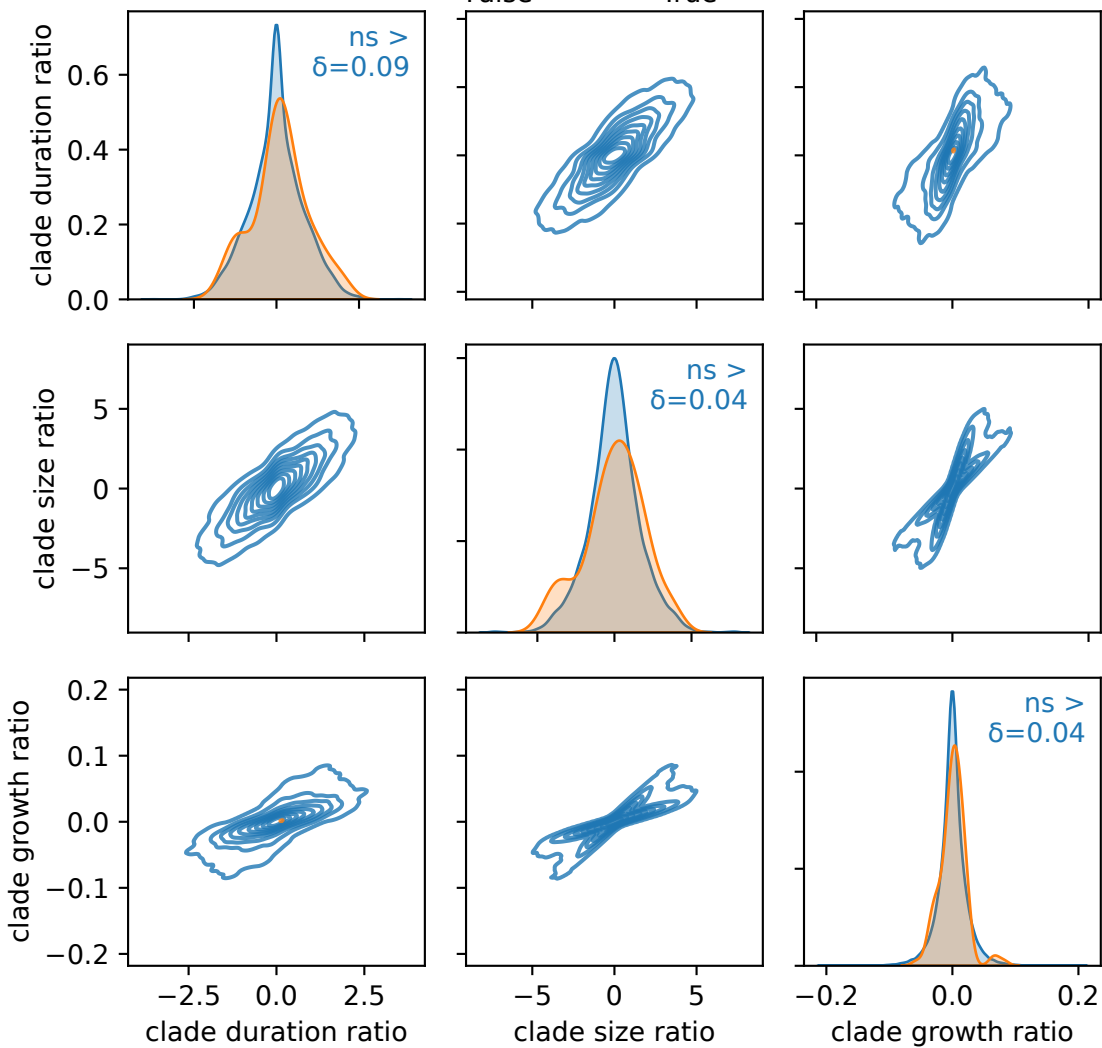 False True
clade duration ratio
0.6
0.4
0.2
0.0
ns >
δ=0.09
clade size ratio
5
0
−5
ns >
δ=0.04
clade growth ratio
0.2
0.1
0.0
−0.1
−0.2
ns >
δ=0.04
−2.5 0.0 2.5
−5 0 5
−0.2 0.0 0.2
clade duration ratio
clade size ratio
clade growth ratio